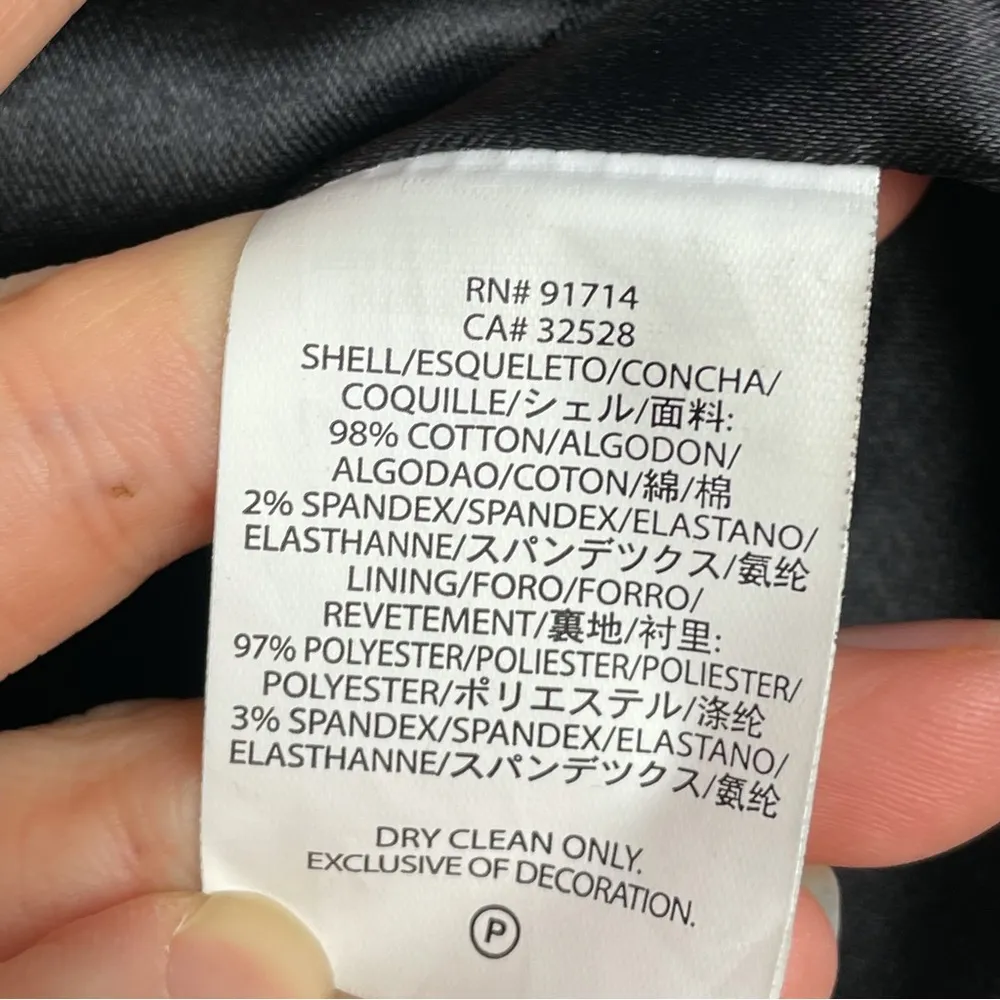 RN# 91714
CA# 32528
SHELL/ESQUELETO/CONCHA/
COQUILLE/シェル/面料:
98% COTTON/ALGODON/
ALGODAO/COTON/綿/棉
2% SPANDEX/SPANDEX/ELASTANO/
ELASTHANNE/スパンデックス/氨纶
LINING/FORO/FORRO/
REVETEMENT/裏地/衬里:
97% POLYESTER/POLIESTER/POLIESTER/
POLYESTER/ポリエステル/涤纶
3% SPANDEX/SPANDEX/ELASTANO/
ELASTHANNE/スパンデツクス/氨纶
DRY CLEAN ONLY.
EXCLUSIVE OF DECORATION.
P